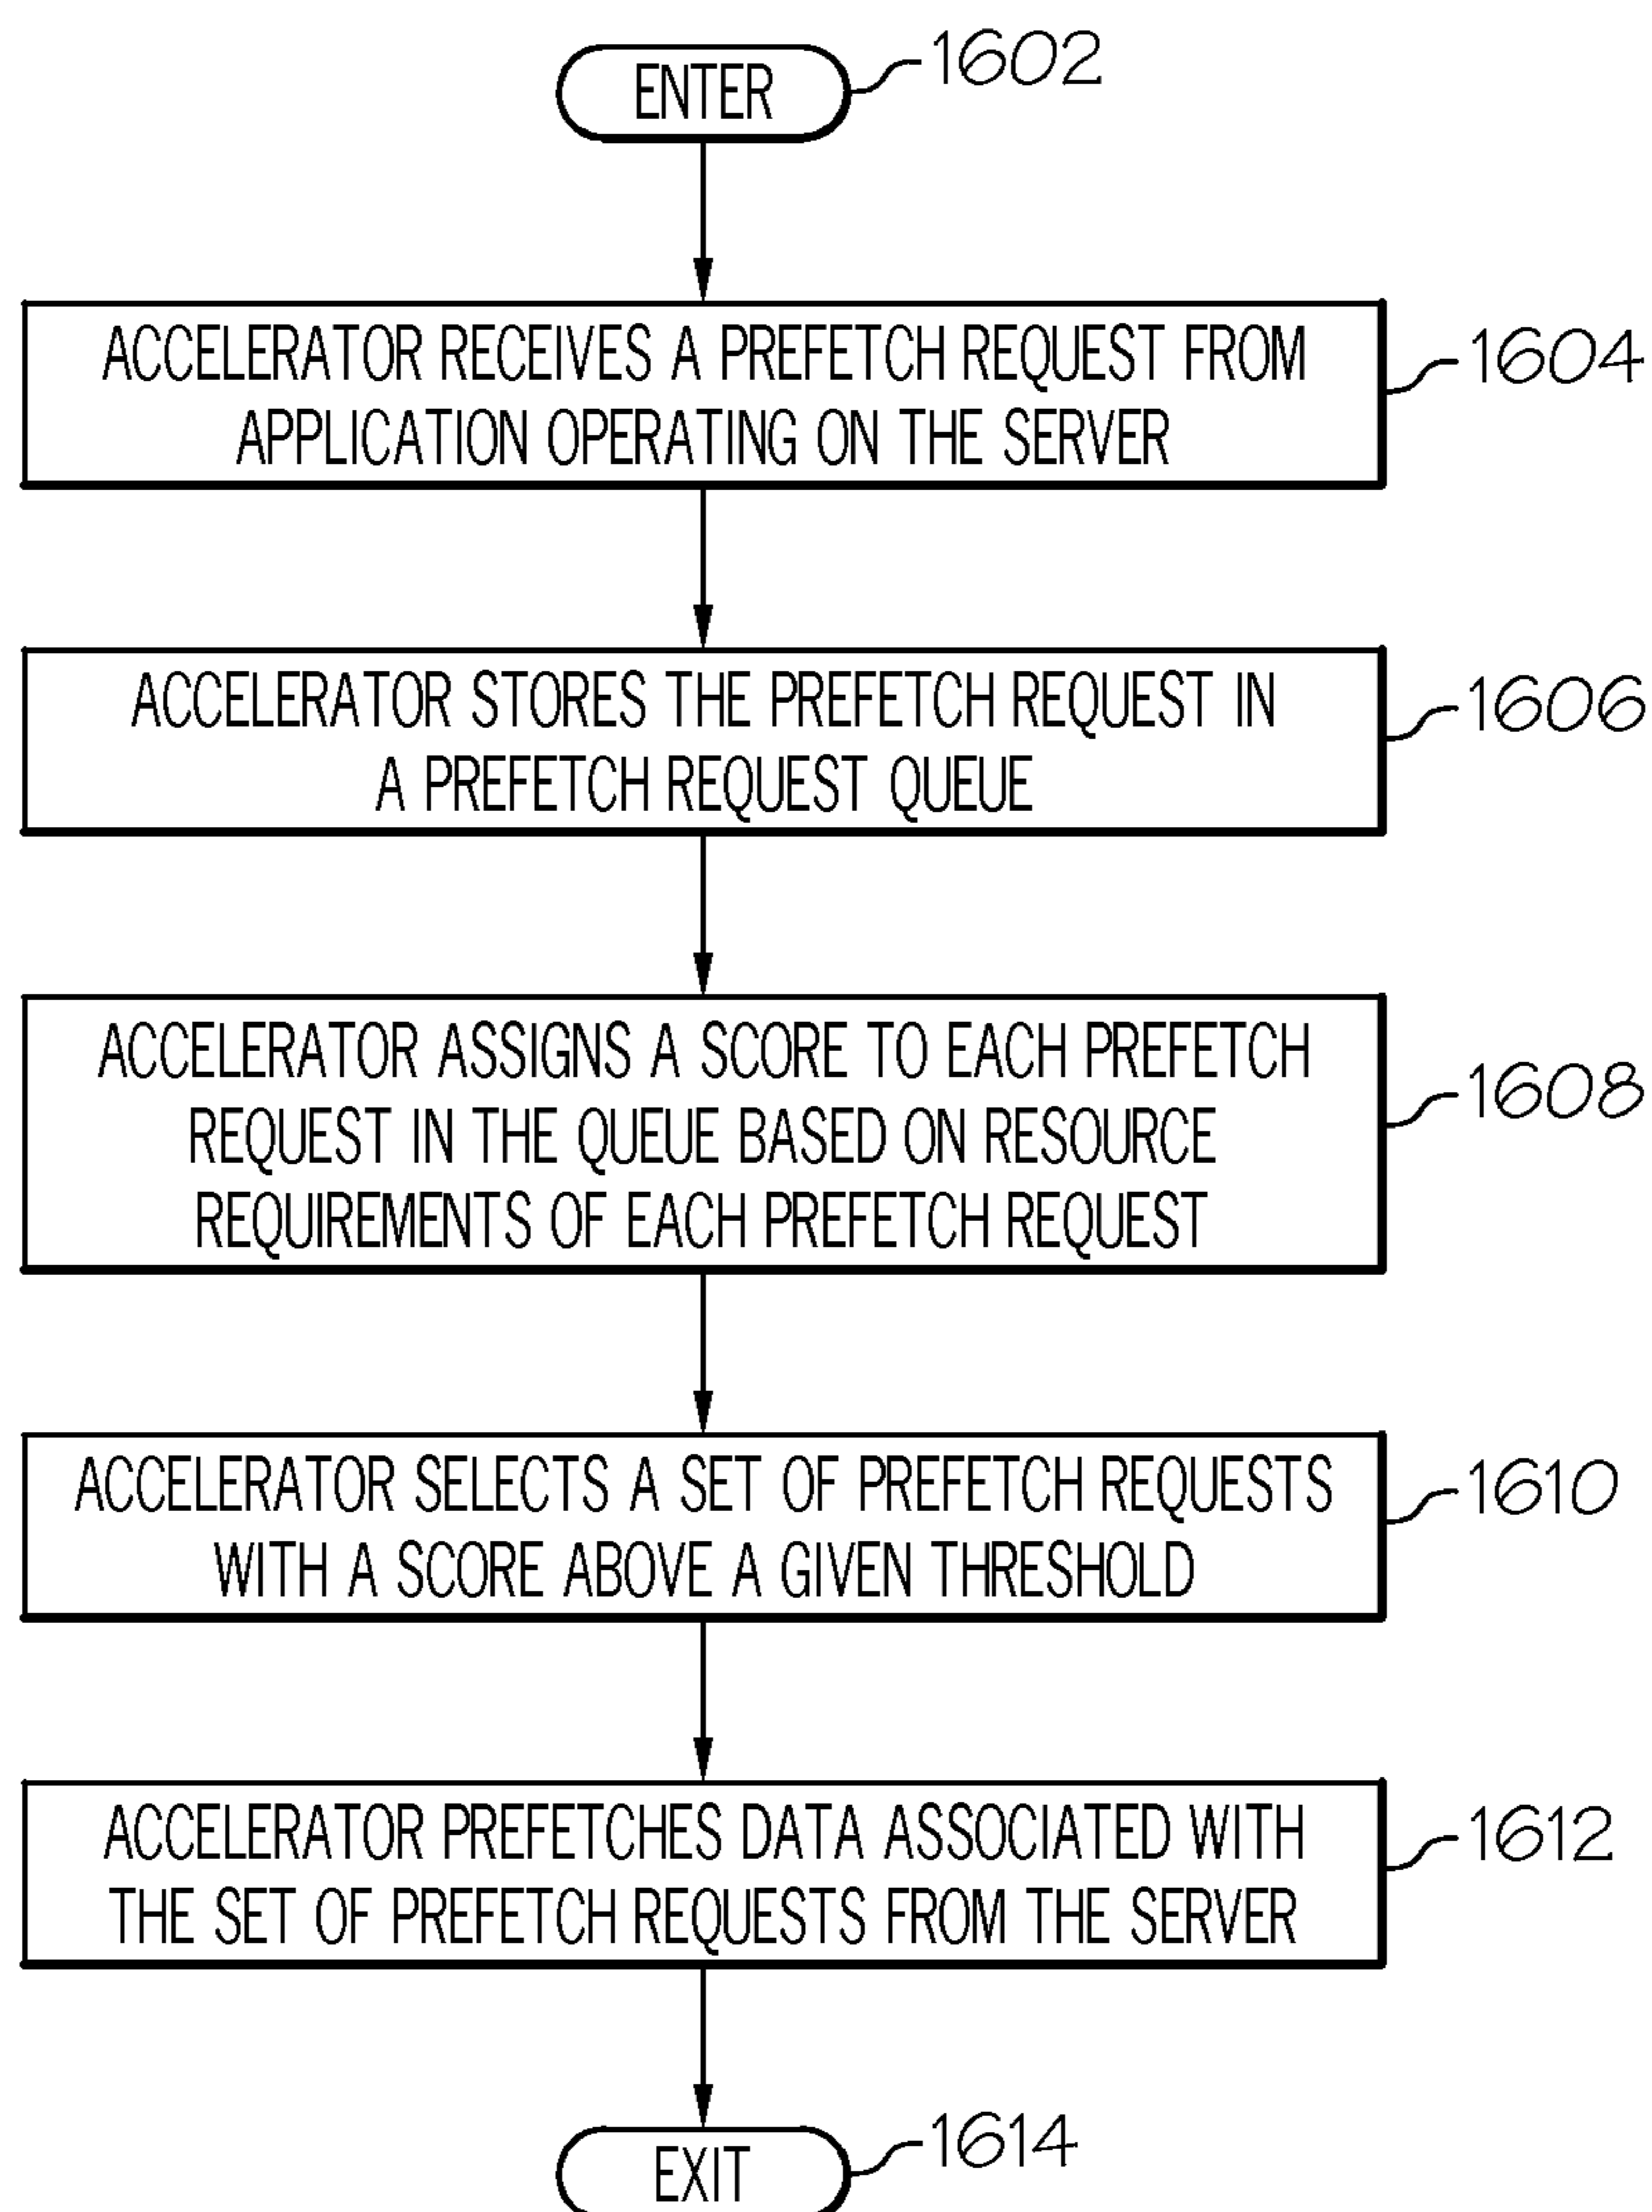 ENTER
1602
ACCELERATOR RECEIVES A PREFETCH REQUEST FROM
APPLICATION OPERATING ON THE SERVER
1604
ACCELERATOR STORES THE PREFETCH REQUEST IN
A PREFETCH REQUEST QUEUE
1606
ACCELERATOR ASSIGNS A SCORE TO EACH PREFETCH
REQUEST IN THE QUEUE BASED ON RESOURCE
REQUIREMENTS OF EACH PREFETCH REQUEST
1608
ACCELERATOR SELECTS A SET OF PREFETCH REQUESTS
WITH A SCORE ABOVE A GIVEN THRESHOLD
1610
ACCELERATOR PREFETCHES DATA ASSOCIATED WITH
THE SET OF PREFETCH REQUESTS FROM THE SERVER
1612
EXIT
1614